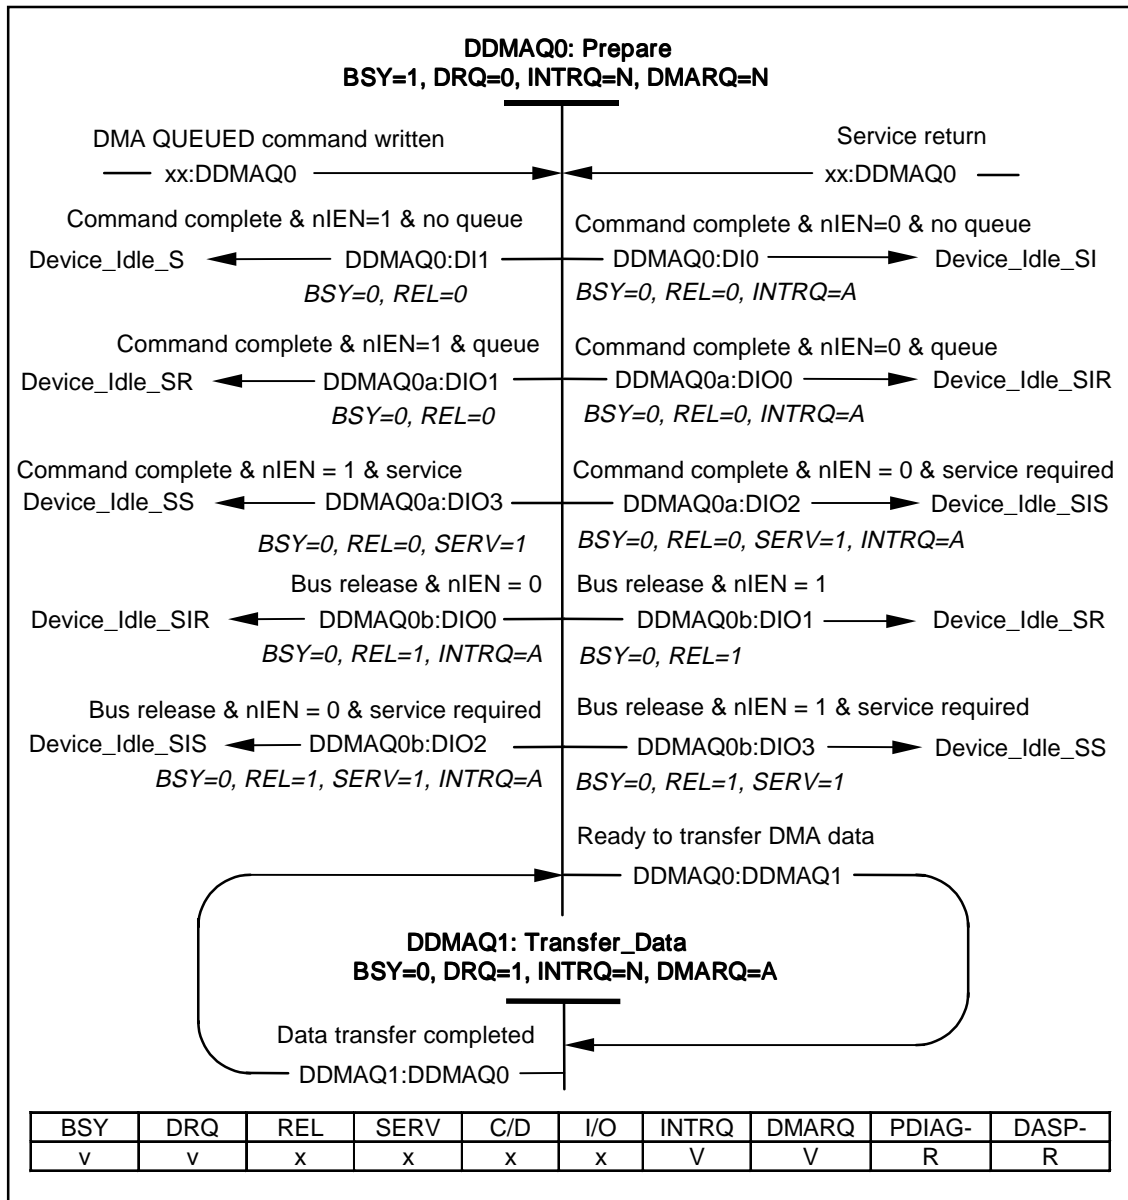 DDMAQ0: Prepare
BSY=1, DRQ=0, INTRQ=N, DMARQ=N
DMA QUEUED command written
Service return
xx:DDMAQ0
xx:DDMAQ0
Command complete & nIEN=1 & no queue
Command complete & nIEN=0 & no queue
Device_Idle_S
DDMAQ0:DI1
DDMAQ0:DI0
Device_Idle_SI
BSY=0, REL=0
BSY=0, REL=0, INTRQ=A
Command complete & nIEN=1 & queue
Command complete & nIEN=0 & queue
Device_Idle_SR
DDMAQ0a:DIO1
DDMAQ0a:DIO0
Device_Idle_SIR
BSY=0, REL=0
BSY=0, REL=0, INTRQ=A
Command complete & nIEN = 1 & service
Command complete & nIEN = 0 & service required
Device_Idle_SS
DDMAQ0a:DIO3
DDMAQ0a:DIO2
Device_Idle_SIS
BSY=0, REL=0, SERV=1
BSY=0, REL=0, SERV=1, INTRQ=A
Bus release & nIEN = 0
Bus release & nIEN = 1
Device_Idle_SIR
DDMAQ0b:DIO0
DDMAQ0b:DIO1
Device_Idle_SR
BSY=0, REL=1, INTRQ=A
BSY=0, REL=1
Bus release & nIEN = 0 & service required
Bus release & nIEN = 1 & service required
Device_Idle_SIS
DDMAQ0b:DIO2
DDMAQ0b:DIO3
Device_Idle_SS
BSY=0, REL=1, SERV=1, INTRQ=A
BSY=0, REL=1, SERV=1
Ready to transfer DMA data
DDMAQ0:DDMAQ1
DDMAQ1: Transfer_Data
BSY=0, DRQ=1, INTRQ=N, DMARQ=A
Data transfer completed
DDMAQ1:DDMAQ0
BSY DRQ REL SERV C/D I/O INTRQ DMARQ PDIAG- DASP-
v v x x x x V V R R